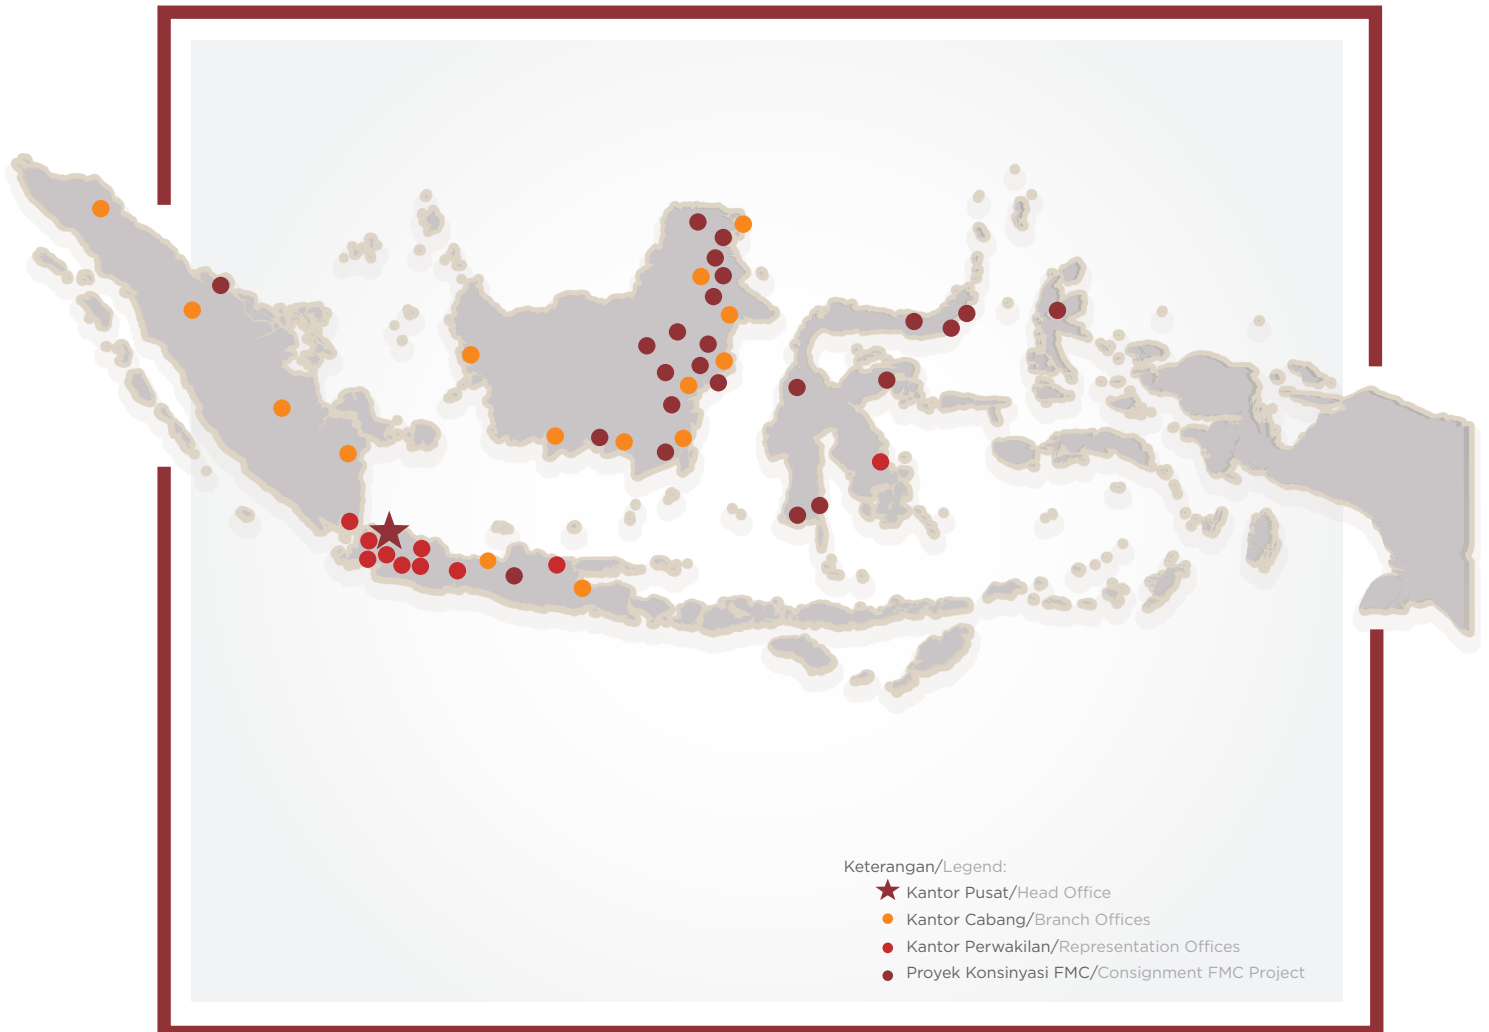 Keterangan/Legend:
Kantor Pusat/Head Office
Kantor Cabang/Branch Offices
Kantor Perwakilan/Representation Offices
Proyek Konsinyasi FMC/Consignment FMC Project